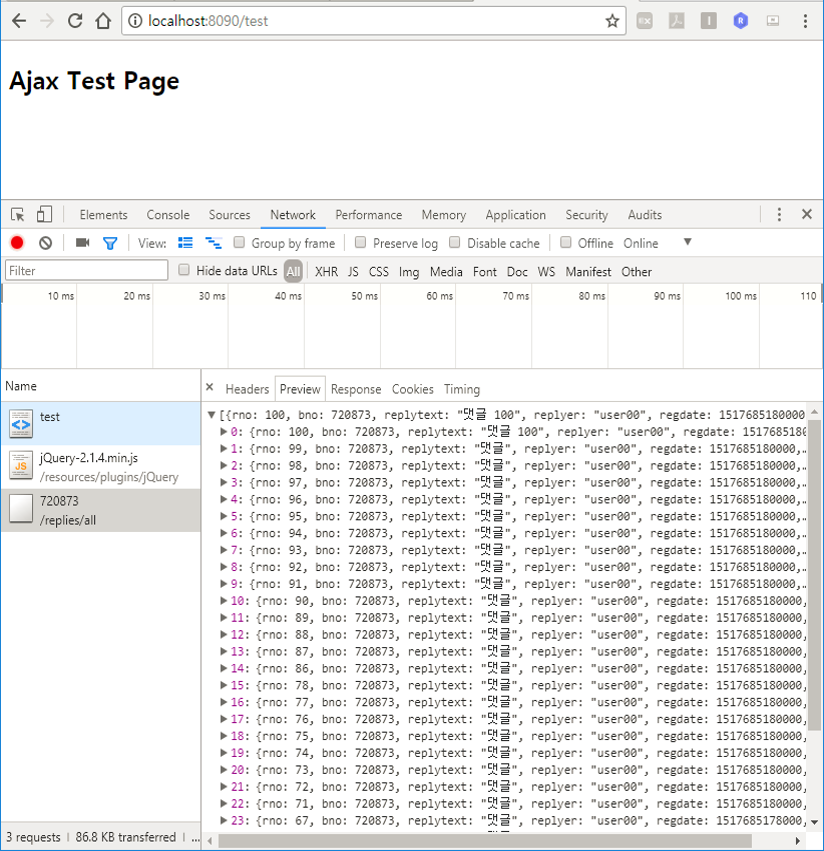 localhost:8090/test
Ajax Test Page
Elements Console Sources Network Performance Memory Application Security Audits
View: Group by frame Preserve log Disable cache Offline Online
Filter Hide data URLs All XHR JS CSS Img Media Font Doc WS Manifest Other
10 ms 20 ms 30 ms 40 ms 50 ms 60 ms 70 ms 80 ms 90 ms 100 ms 110
Name
test
jQuery-2.1.4.min.js
/resources/plugins/jQuery
720873
/replies/all
3 requests | 86.8 KB transferred | ...
Headers Preview Response Cookies Timing
[{rno: 100, bno: 720873, replytext: "댓글 100", replyer: "user00", regdate: 1517685180000
0: {rno: 100, bno: 720873, replytext: "댓글 100", replyer: "user00", regdate: 151768518
1: {rno: 99, bno: 720873, replytext: "댓글", replyer: "user00", regdate: 1517685180000,…
2: {rno: 98, bno: 720873, replytext: "댓글", replyer: "user00", regdate: 1517685180000,…
3: {rno: 97, bno: 720873, replytext: "댓글", replyer: "user00", regdate: 1517685180000,…
4: {rno: 96, bno: 720873, replytext: "댓글", replyer: "user00", regdate: 1517685180000,…
5: {rno: 95, bno: 720873, replytext: "댓글", replyer: "user00", regdate: 1517685180000,…
6: {rno: 94, bno: 720873, replytext: "댓글", replyer: "user00", regdate: 1517685180000,…
7: {rno: 93, bno: 720873, replytext: "댓글", replyer: "user00", regdate: 1517685180000,…
8: {rno: 92, bno: 720873, replytext: "댓글", replyer: "user00", regdate: 1517685180000,…
9: {rno: 91, bno: 720873, replytext: "댓글", replyer: "user00", regdate: 1517685180000,…
10: {rno: 90, bno: 720873, replytext: "댓글", replyer: "user00", regdate: 1517685180000,
11: {rno: 89, bno: 720873, replytext: "댓글", replyer: "user00", regdate: 1517685180000,
12: {rno: 88, bno: 720873, replytext: "댓글", replyer: "user00", regdate: 1517685180000,
13: {rno: 87, bno: 720873, replytext: "댓글", replyer: "user00", regdate: 1517685180000,
14: {rno: 86, bno: 720873, replytext: "댓글", replyer: "user00", regdate: 1517685180000,
15: {rno: 78, bno: 720873, replytext: "댓글", replyer: "user00", regdate: 1517685180000,
16: {rno: 77, bno: 720873, replytext: "댓글", replyer: "user00", regdate: 1517685180000,
17: {rno: 76, bno: 720873, replytext: "댓글", replyer: "user00", regdate: 1517685180000,
18: {rno: 75, bno: 720873, replytext: "댓글", replyer: "user00", regdate: 1517685180000,
19: {rno: 74, bno: 720873, replytext: "댓글", replyer: "user00", regdate: 1517685180000,
20: {rno: 73, bno: 720873, replytext: "댓글", replyer: "user00", regdate: 1517685180000,
21: {rno: 72, bno: 720873, replytext: "댓글", replyer: "user00", regdate: 1517685180000,
22: {rno: 71, bno: 720873, replytext: "댓글", replyer: "user00", regdate: 1517685180000,
23: {rno: 67, bno: 720873, replytext: "댓글", replyer: "user00", regdate: 1517685178000,